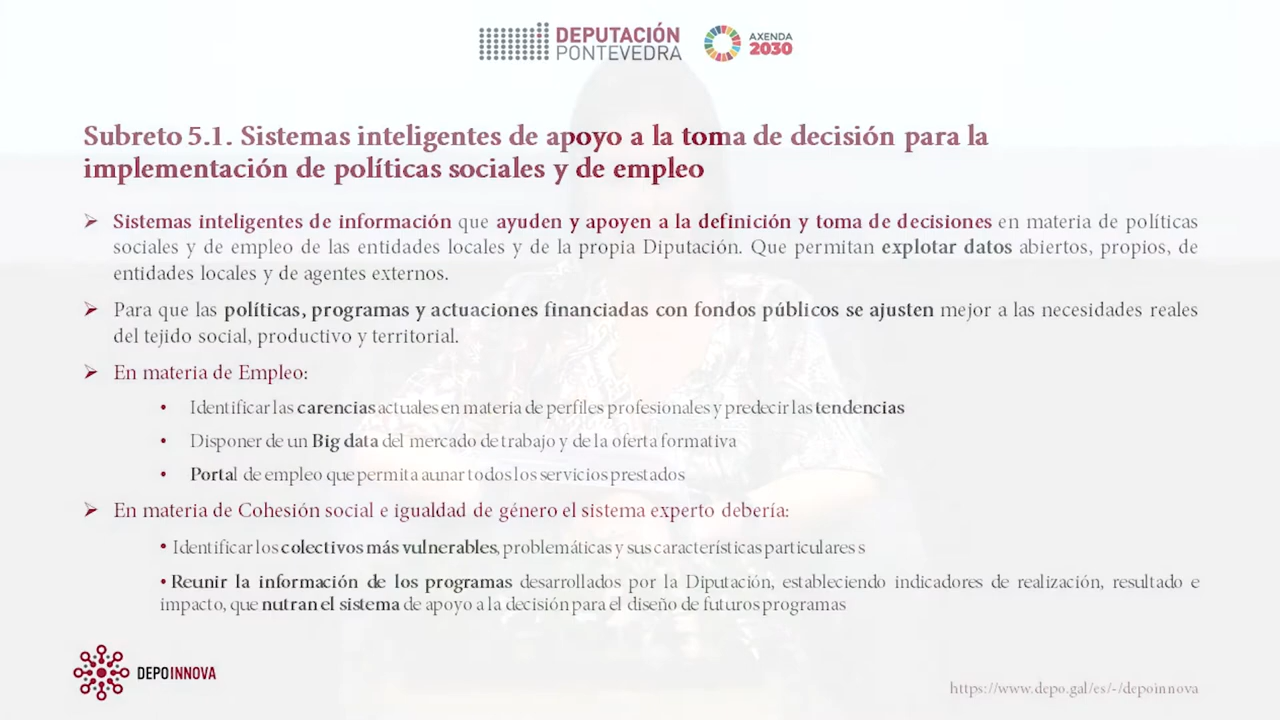 DEPUTACIÓN
PONTEVEDRA
AXENDA
2030
Subreto 5.1. Sistemas inteligentes de apoyo a la toma de decisión para la
implementación de políticas sociales y de empleo
Sistemas inteligentes de información que ayuden y apoyen a la definición y toma de decisiones en materia de políticas
sociales y de empleo de las entidades locales y de la propia Diputación. Que permitan explotar datos abiertos, propios, de
entidades locales y de agentes externos.
Para que las políticas, programas y actuaciones financiadas con fondos públicos se ajusten mejor a las necesidades reales
del tejido social, productivo y territorial.
En materia de Empleo:
• Identificar las carencias actuales en materia de perfiles profesionales y predecir las tendencias
• Disponer de un Big data del mercado de trabajo y de la oferta formativa
• Portal de empleo que permita aunar todos los servicios prestados
En materia de Cohesión social e igualdad de género el sistema experto debería:
• Identificar los colectivos más vulnerables, problemáticas y sus características particulares s
• Reunir la información de los programas desarrollados por la Diputación, estableciendo indicadores de realización, resultado e
impacto, que nutran el sistema de apoyo a la decisión para el diseño de futuros programas
DEPOINNOVA
https://www.depo.gal/es/-/depoinnova